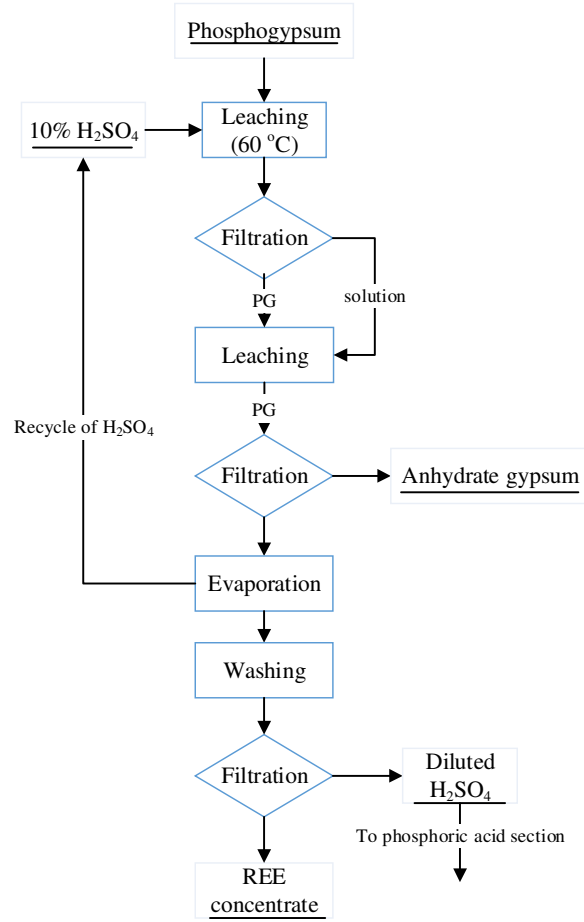 Phosphogypsum
10% H₂SO₄
Leaching
(60 °C)
Filtration
PG
solution
Leaching
PG
Recycle of H₂SO₄
Filtration
Anhydrate gypsum
Evaporation
Washing
Filtration
Diluted
H₂SO₄
To phosphoric acid section
REE
concentrate